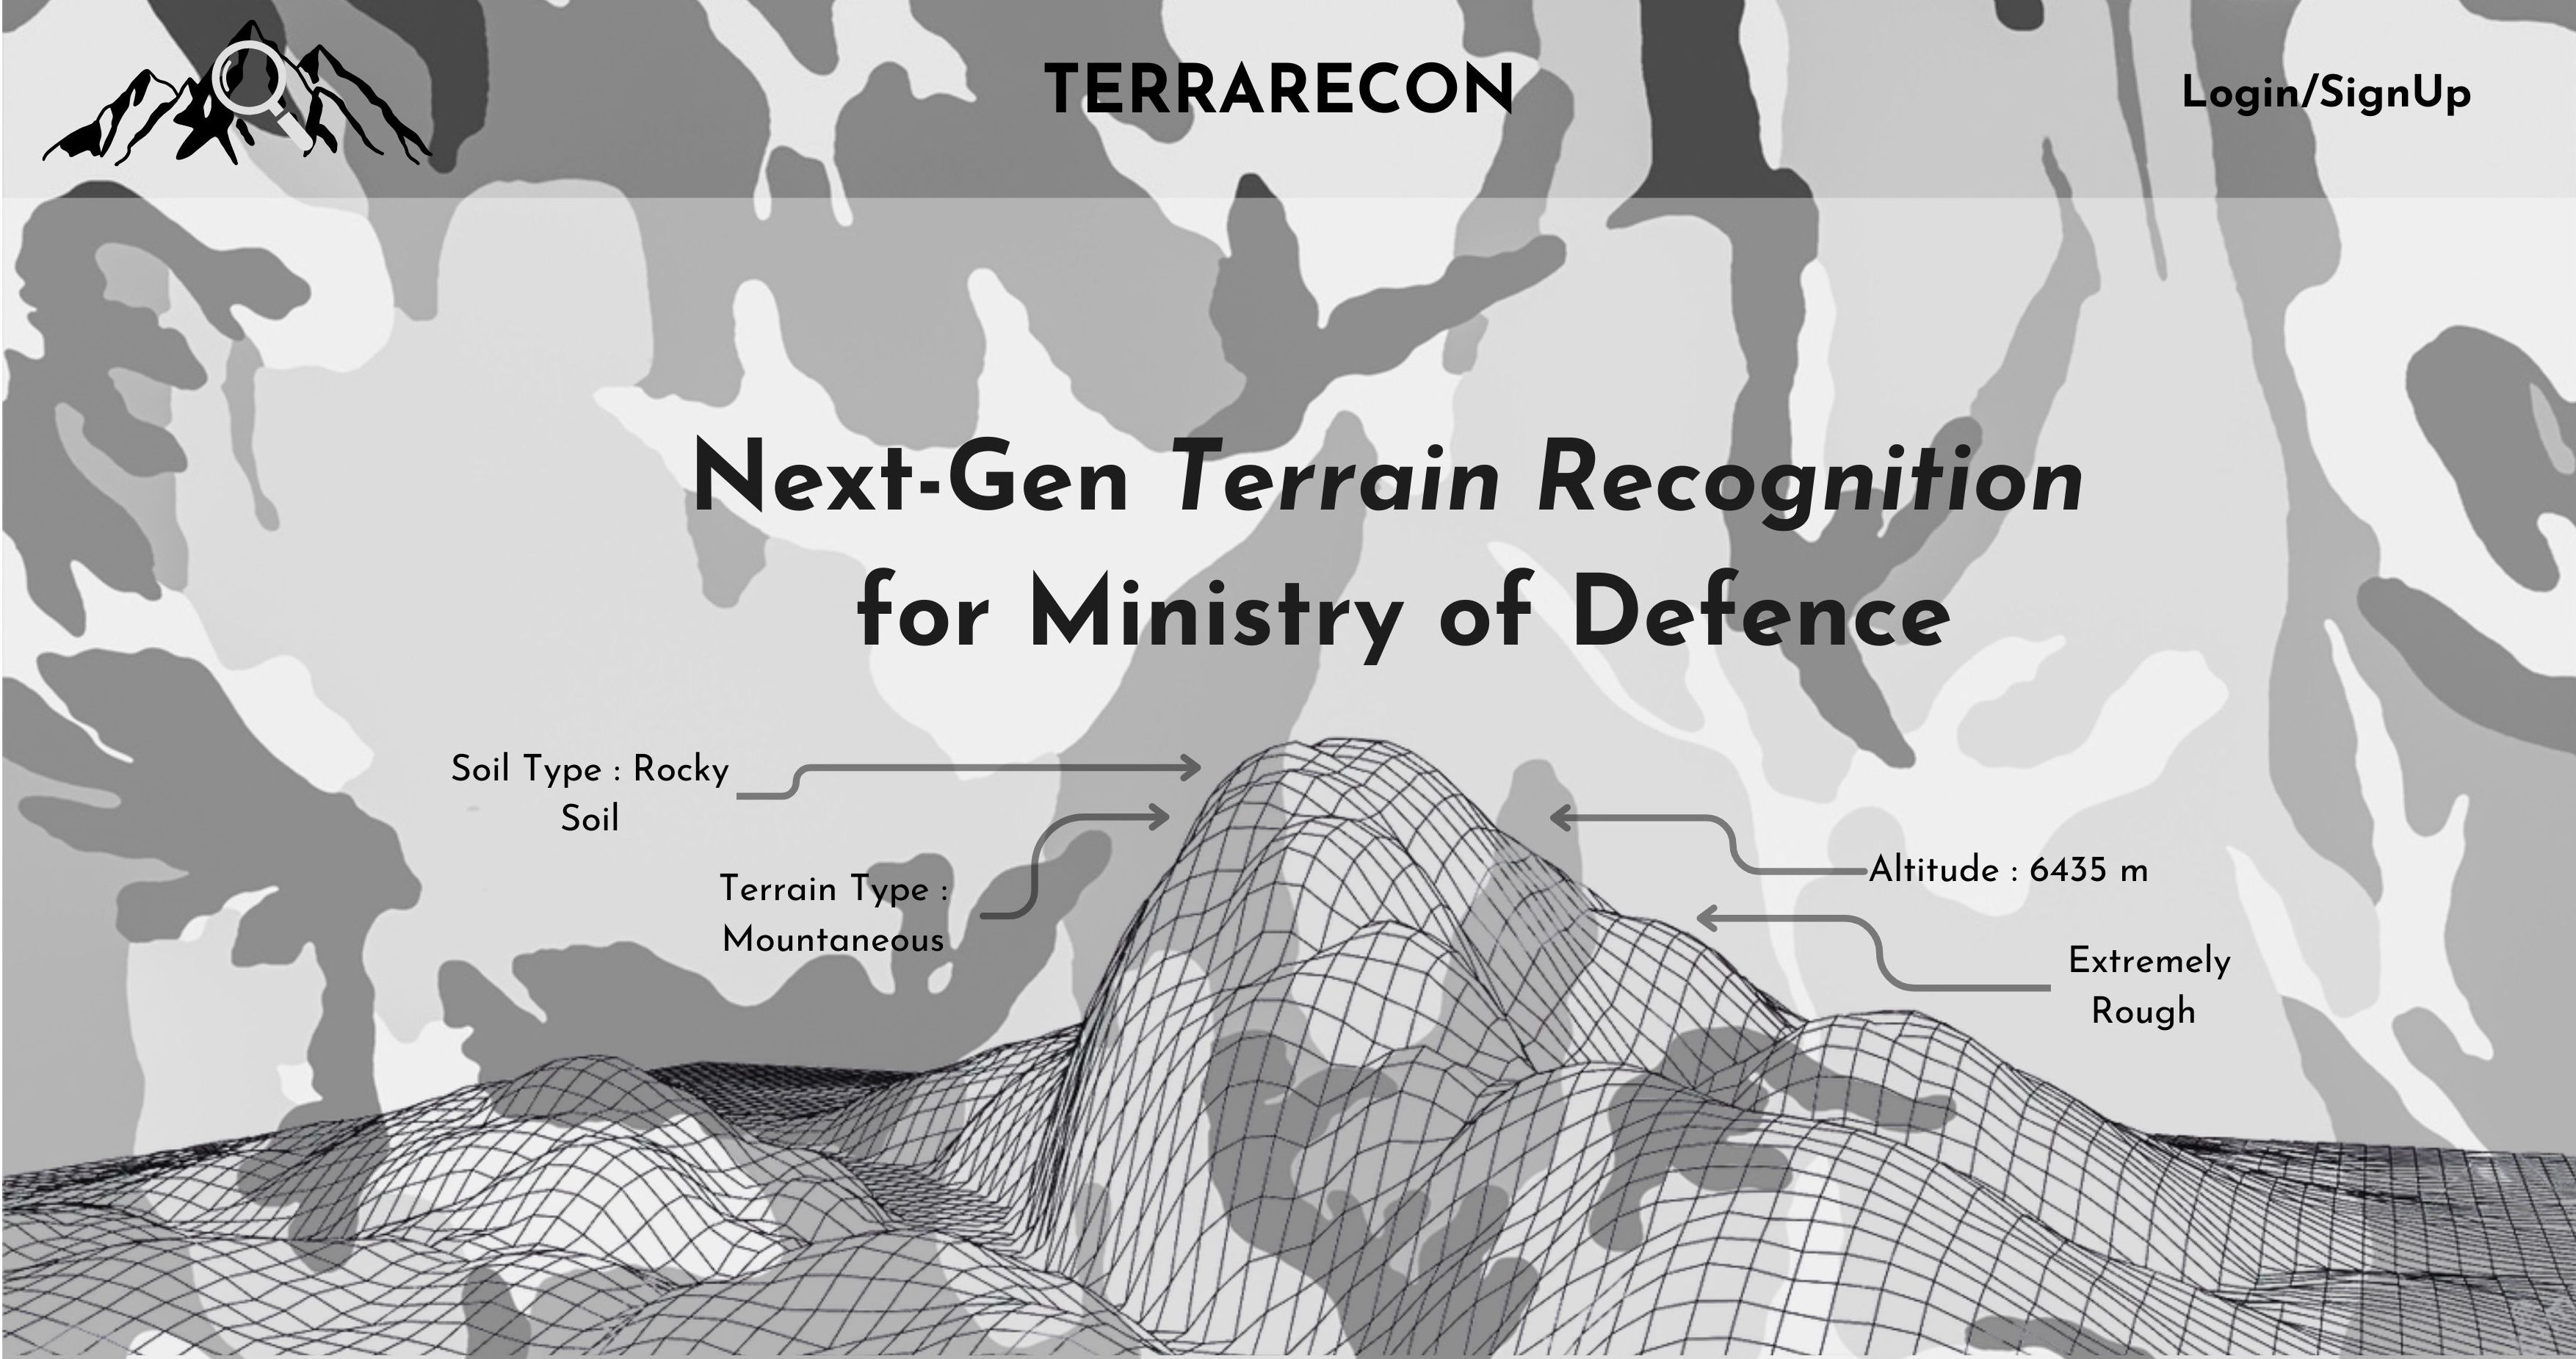 TERRARECON
Login/SignUp
Next-Gen Terrain Recognition
for Ministry of Defence
Soil Type : Rocky
Soil
Terrain Type :
Mountaneous
Altitude : 6435 m
Extremely
Rough